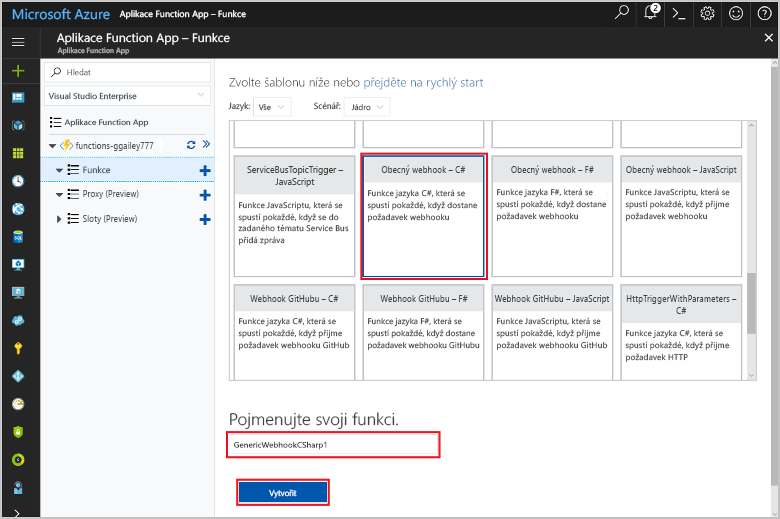 Microsoft Azure Aplikace Function App – Funkce
2
Aplikace Function App – Funkce
Aplikace Function App
Hledat
Visual Studio Enterprise
Aplikace Function App
functions-ggailey777
Funkce
Proxy (Preview)
Sloty (Preview)
Zvolte šablonu níže nebo přejděte na rychlý start
Jazyk: Vše Scénář: Jádro
ServiceBusTopicTrigger –
JavaScript
Funkce JavaScriptu, která se
spustí pokaždé, když se do
zadaného tématu Service Bus
přidá zpráva
Obecný webhook – C#
Funkce jazyka C#, která se
spustí pokaždé, když dostane
požadavek webhooku
Obecný webhook – F#
Funkce jazyka F#, která se
spustí pokaždé, když dostane
požadavek webhooku
Obecný webhook – JavaScript
Funkce JavaScriptu, která se
spustí pokaždé, když přijme
požadavek webhooku
Webhook GitHubu – C#
Funkce jazyka C#, která se
spustí pokaždé, když přijme
požadavek webhooku GitHub
Webhook GitHubu – F#
Funkce jazyka F#, která se
spustí pokaždé, když dostane
požadavek webhooku GitHubu
Webhook GitHubu – JavaScript
Funkce JavaScriptu, která se
spustí pokaždé, když přijme
požadavek webhooku GitHub
HttpTriggerWithParameters –
C#
Funkce jazyka C#, která se
spustí pokaždé, když přijme
požadavek HTTP
Pojmenujte svoji funkci.
GenericWebhookCSharp1
Vytvořit